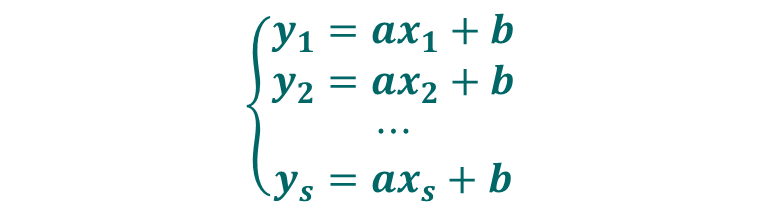 y₁ = ax₁ + b
y₂ = ax₂ + b
...
yₛ = axₛ + b